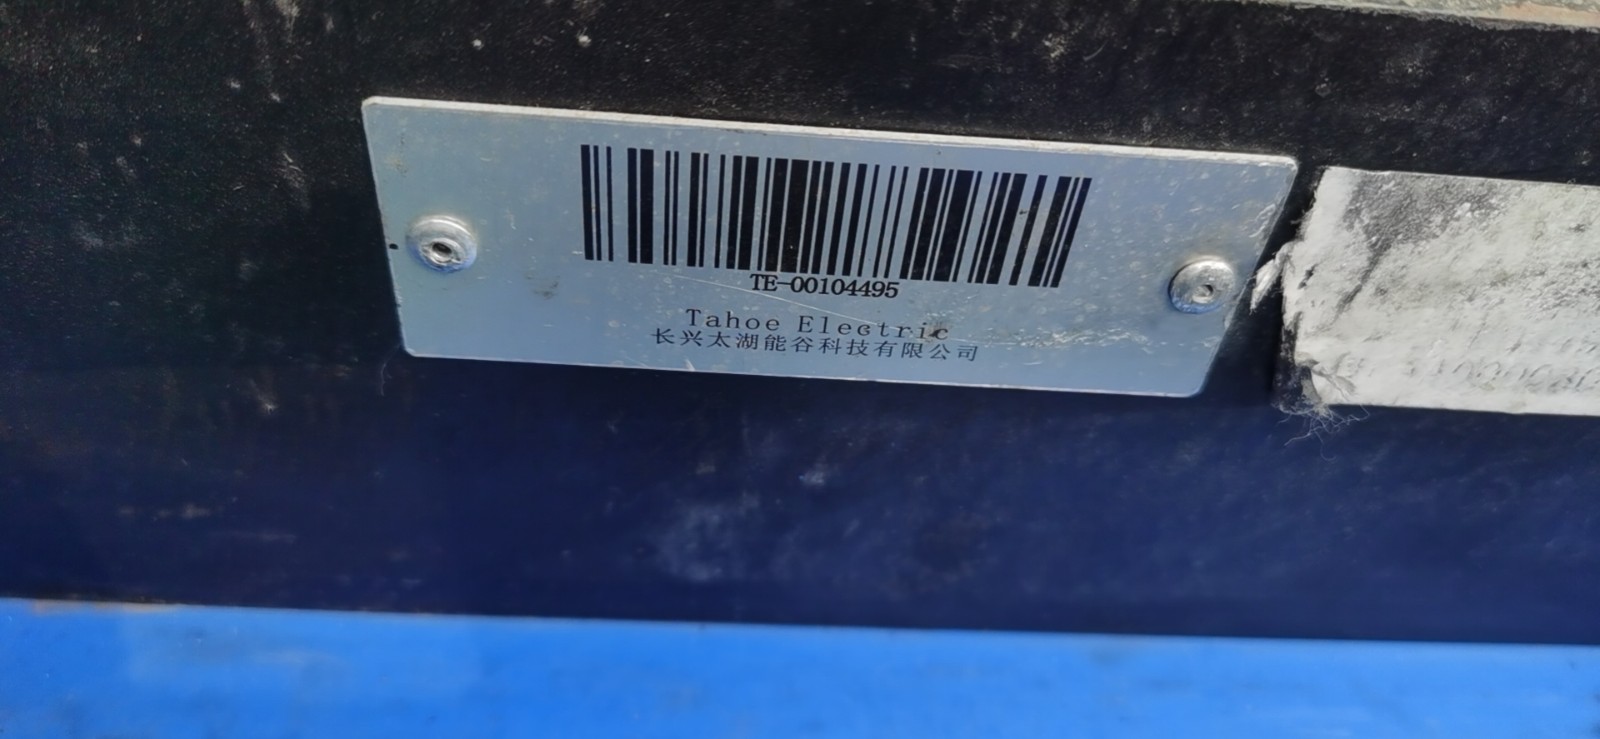 TE-00104495
Tahoe Electric
长兴太湖能谷科技有限公司